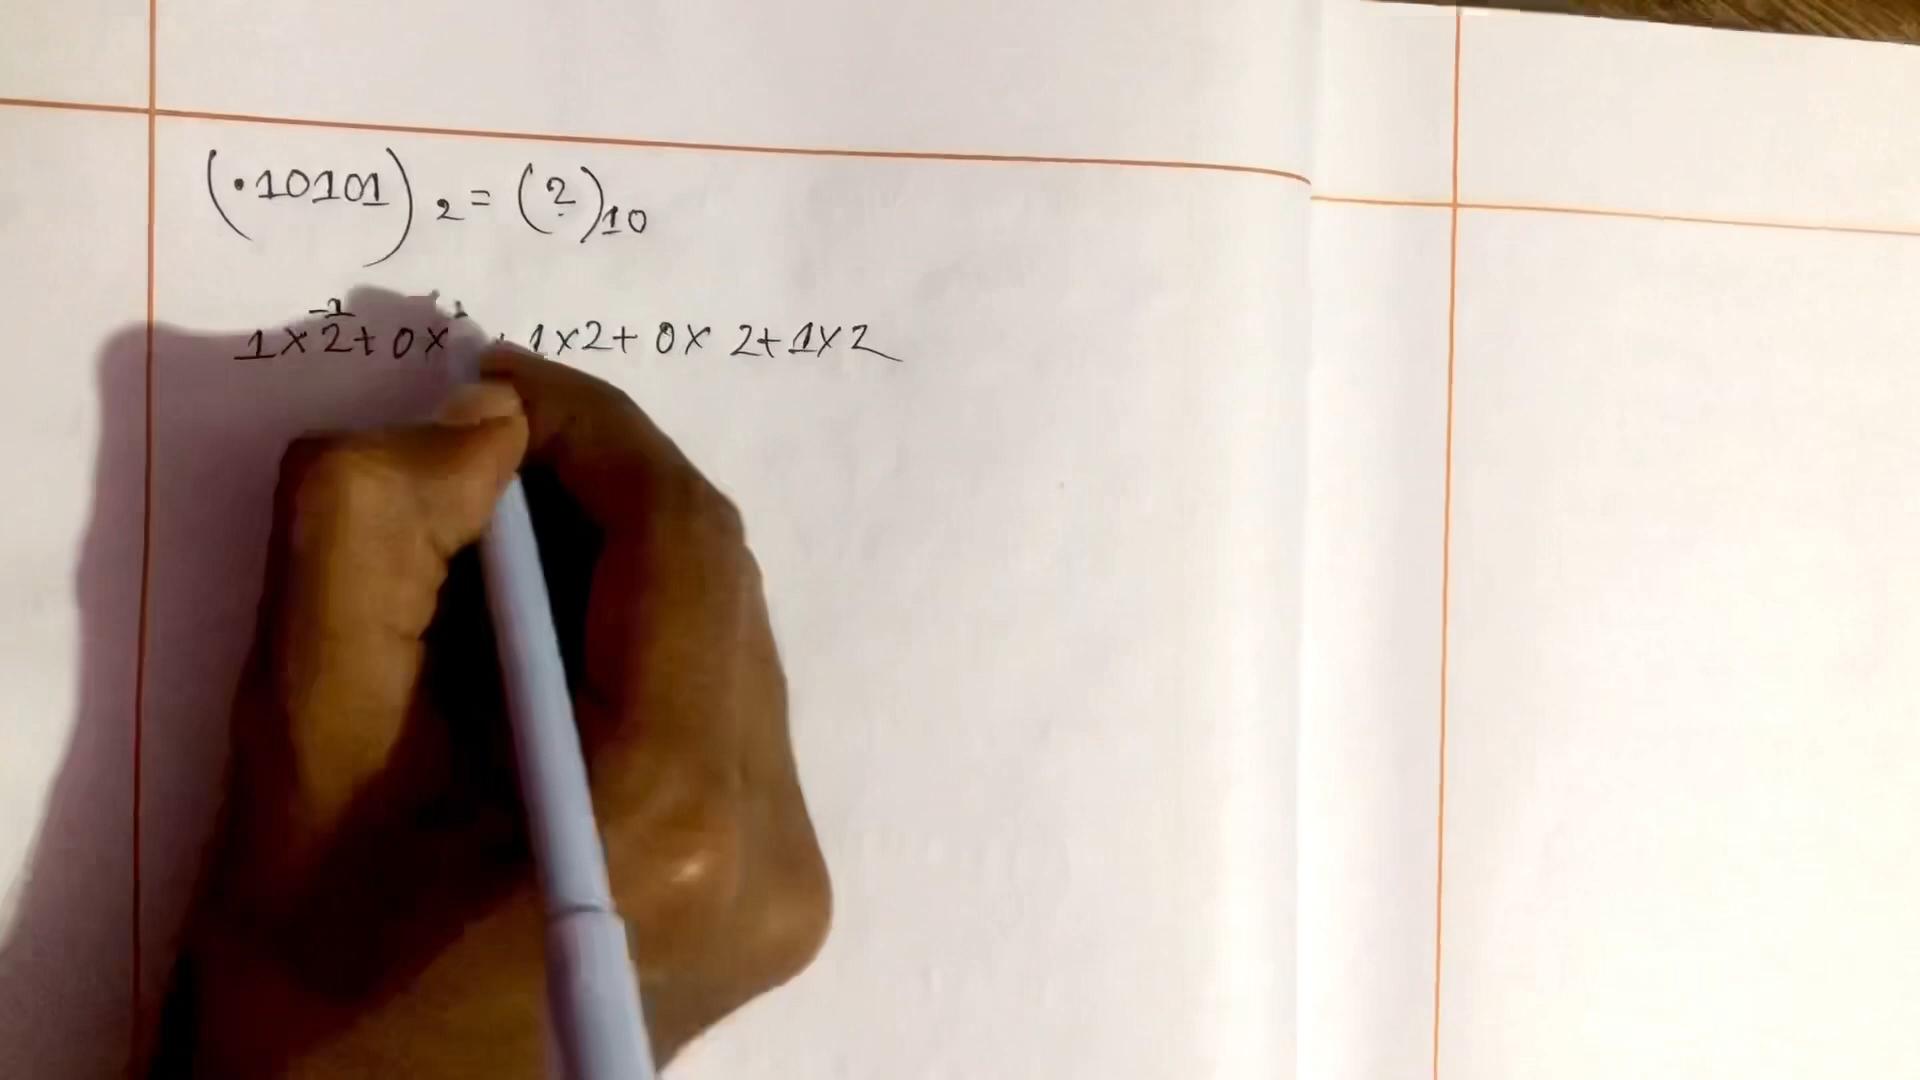 (.10101)₂ = (?)₁₀
1×2⁻¹+ 0× 1×2+ 0× 2+1×2